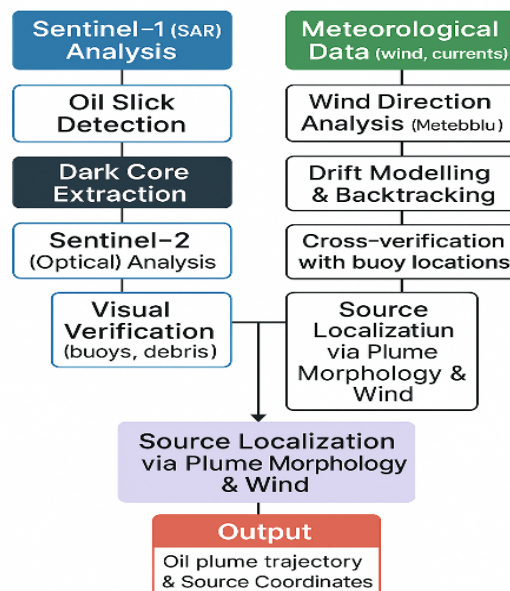 Sentinel-1 (SAR)
Analysis
Oil Slick
Detection
Dark Core
Extraction
Sentinel-2
(Optical) Analysis
Visual
Verification
(buoys, debris)
Meteorological
Data (wind, currents)
Wind Direction
Analysis (Metebblu)
Drift Modelling
& Backtracking
Cross-verification
with buoy locations
Source
Localizatiun
via Plume
Morphology &
Wind
Source Localization
via Plume Morphology
& Wind
Output
Oil plume trajectory
& Source Coordinates